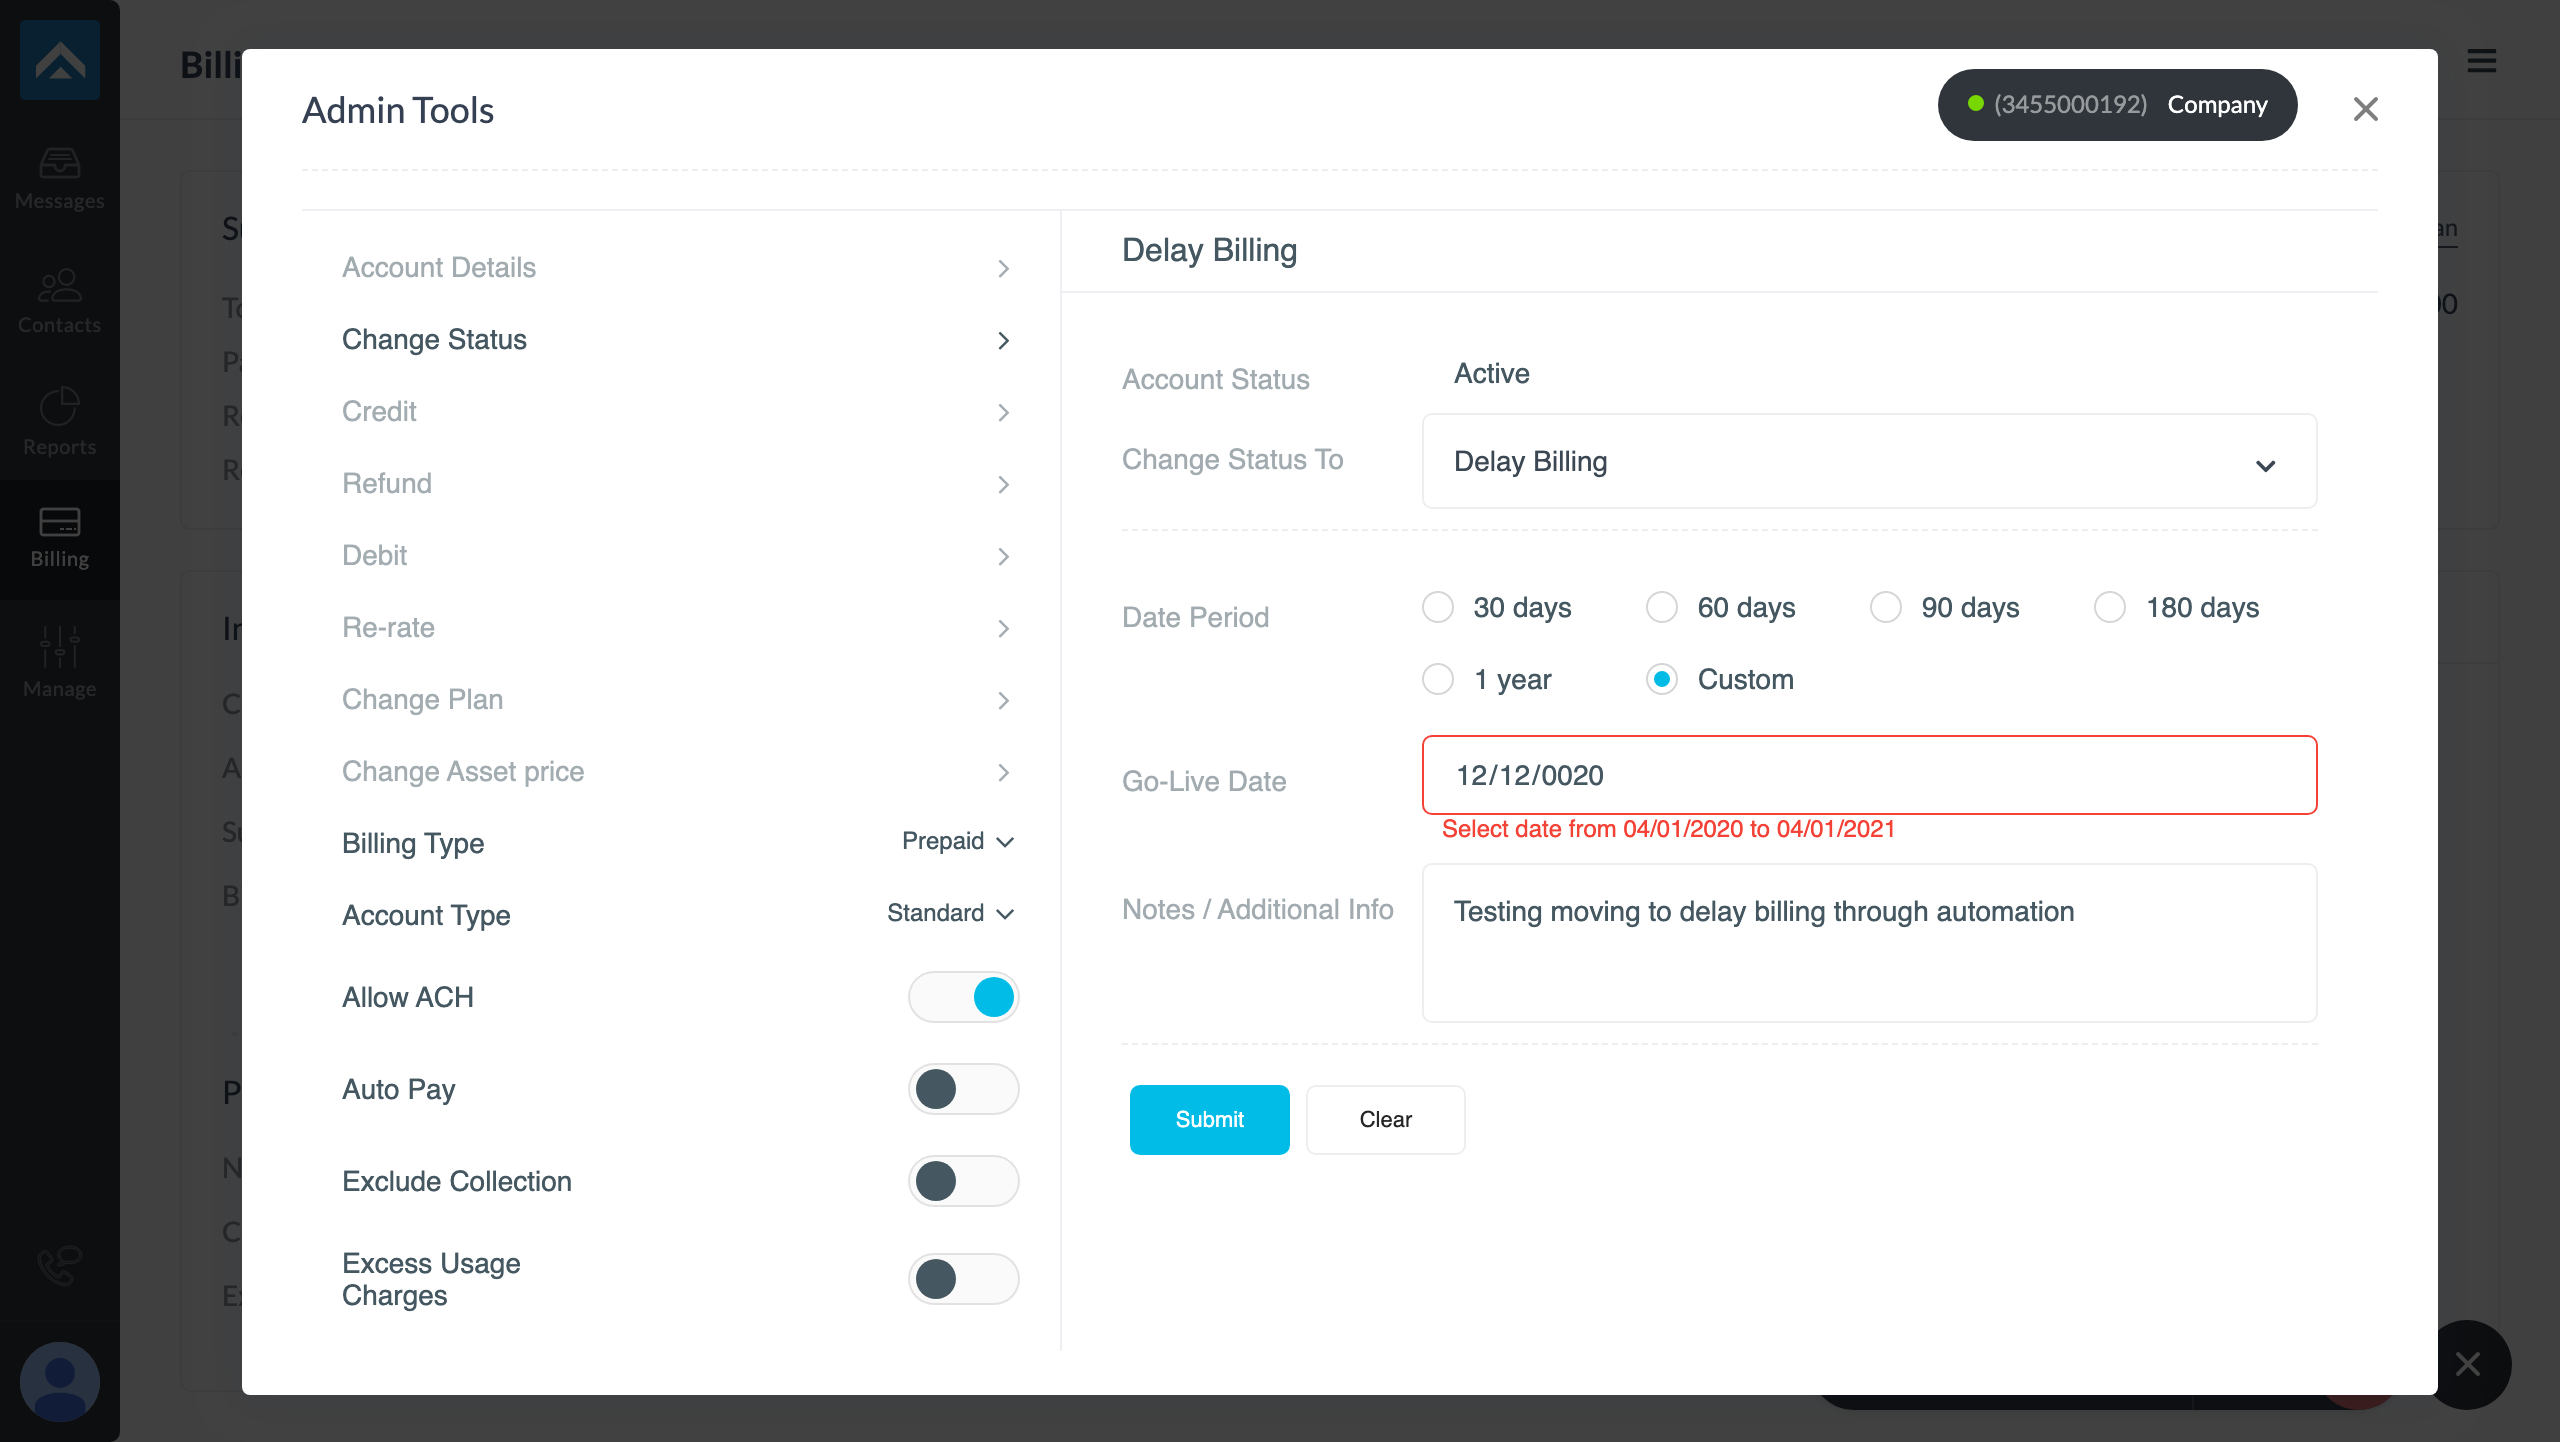 Messages
Contacts
Reports
Billing
Manage
Billi
Admin Tools
(3455000192) Company
Account Details
Change Status
Credit
Refund
Debit
Re-rate
Change Plan
Change Asset price
Billing Type
Prepaid
Account Type
Standard
Allow ACH
Auto Pay
Exclude Collection
Excess Usage
Charges
Delay Billing
Account Status
Active
Change Status To
Delay Billing
Date Period
30 days
60 days
90 days
180 days
1 year
Custom
Go-Live Date
12/12/0020
Select date from 04/01/2020 to 04/01/2021
Notes / Additional Info
Testing moving to delay billing through automation
Submit
Clear